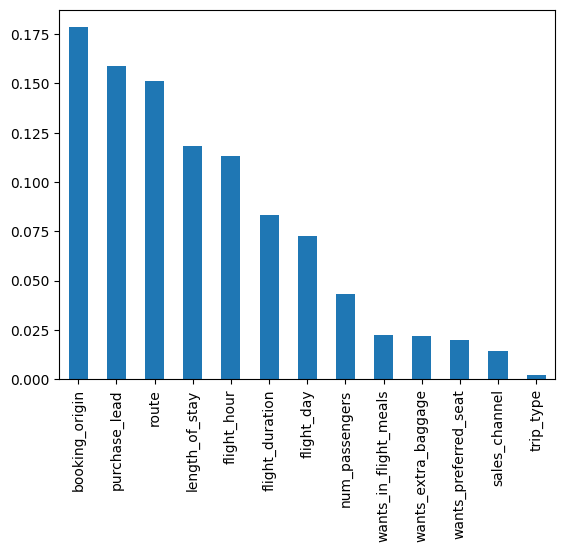 0.175
0.150
0.125
0.100
0.075
0.050
0.025
0.000
booking_origin
purchase_lead
route
length_of_stay
flight_hour
flight_duration
flight_day
num_passengers
wants_in_flight_meals
wants_extra_baggage
wants_preferred_seat
sales_channel
trip_type